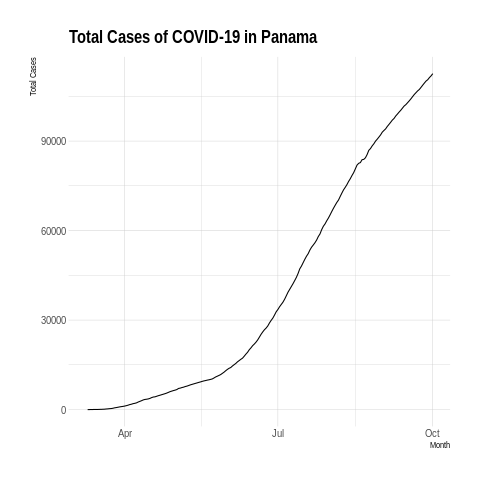 Total Cases of COVID-19 in Panama
Total Cases
90000
60000
30000
0
Apr Jul Oct
Month